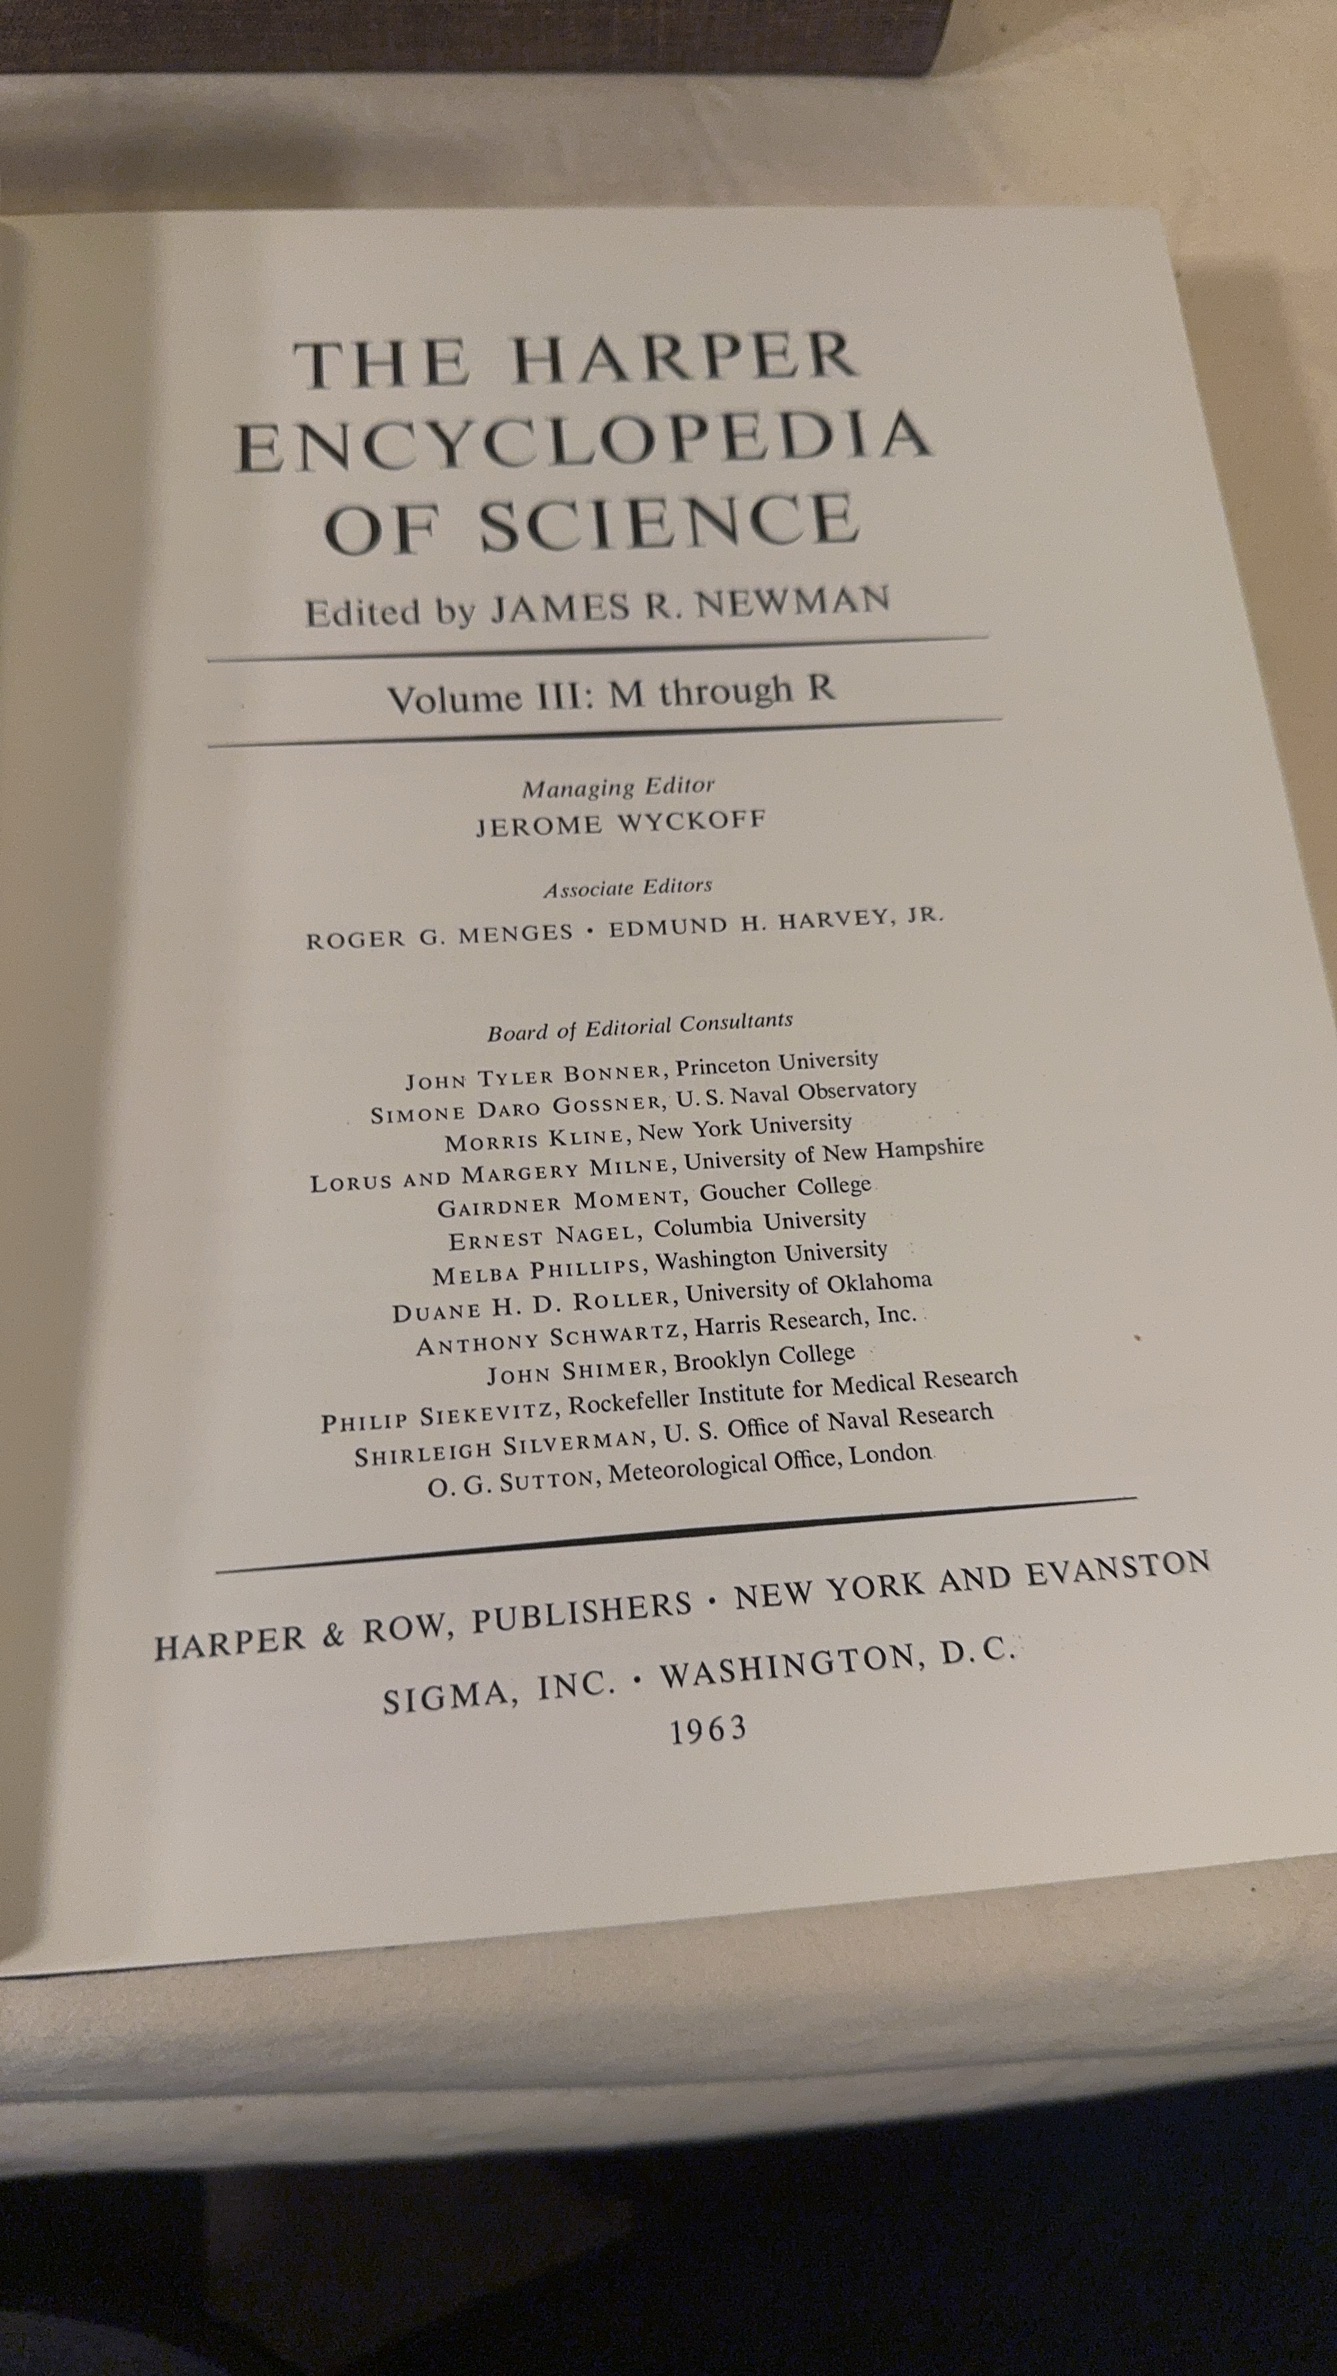 THE HARPER
ENCYCLOPEDIA
OF SCIENCE
Edited by JAMES R. NEWMAN
Volume III: M through R
Managing Editor
JEROME WYCKOFF
Associate Editors
ROGER G. MENGES • EDMUND H. HARVEY, JR.
Board of Editorial Consultants
JOHN TYLER BONNER, Princeton University
SIMONE DARO GOSSNER, U. S. Naval Observatory
MORRIS KLINE, New York University
LORUS AND MARGERY MILNE, University of New Hampshire
GAIRDNER MOMENT, Goucher College
ERNEST NAGEL, Columbia University
MELBA PHILLIPS, Washington University
DUANE H. D. ROLLER, University of Oklahoma
ANTHONY SCHWARTZ, Harris Research, Inc.
JOHN SHIMER, Brooklyn College
PHILIP SIEKEVITZ, Rockefeller Institute for Medical Research
SHIRLEIGH SILVERMAN, U. S. Office of Naval Research
O. G. SUTTON, Meteorological Office, London
HARPER & ROW, PUBLISHERS • NEW YORK AND EVANSTON
SIGMA, INC. • WASHINGTON, D. C.
1963